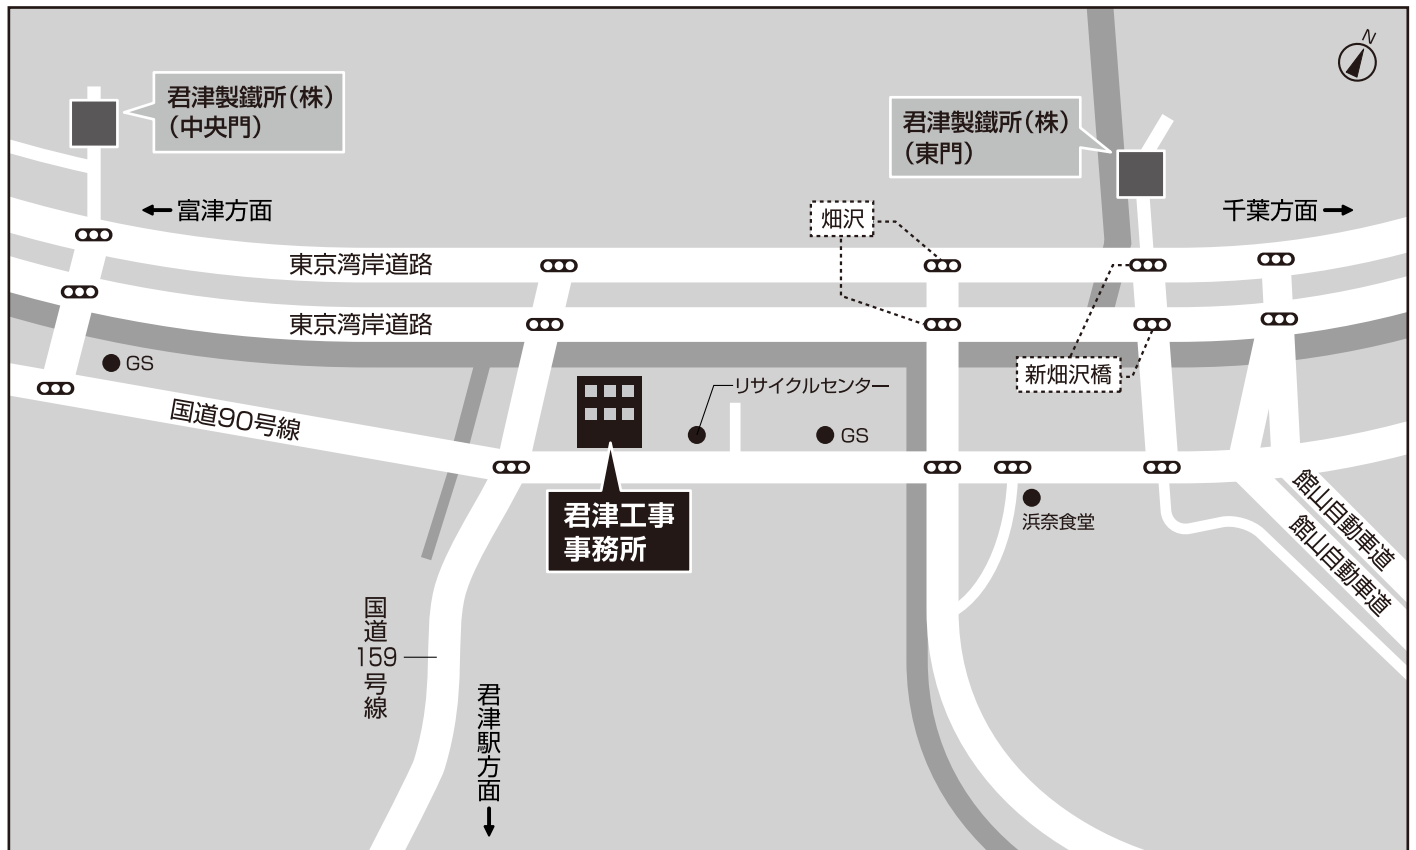 N
君津製鐵所(株)
(中央門)
君津製鐵所(株)
(東門)
←富津方面
畑沢
千葉方面→
東京湾岸道路
東京湾岸道路
GS
新畑沢橋
リサイクルセンター
国道90号線
GS
君津工事
事務所
浜奈食堂
館山自動車道
館山自動車道
国道159号線
君津駅方面